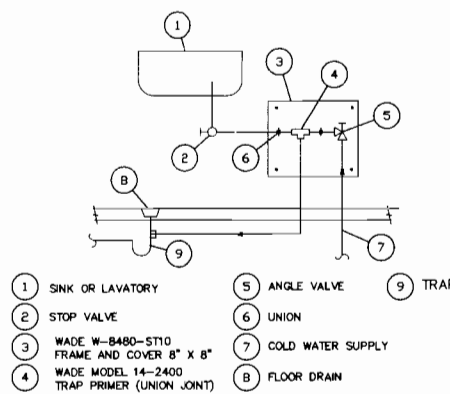 1
3
4
5
2
6
8
9
7
1 SINK OR LAVATORY
2 STOP VALVE
3 WADE W-8480-ST10
FRAME AND COVER 8" X 8"
4 WADE MODEL 14-2400
TRAP PRIMER (UNION JOINT)
5 ANGLE VALVE
6 UNION
7 COLD WATER SUPPLY
8 FLOOR DRAIN
9 TRAP